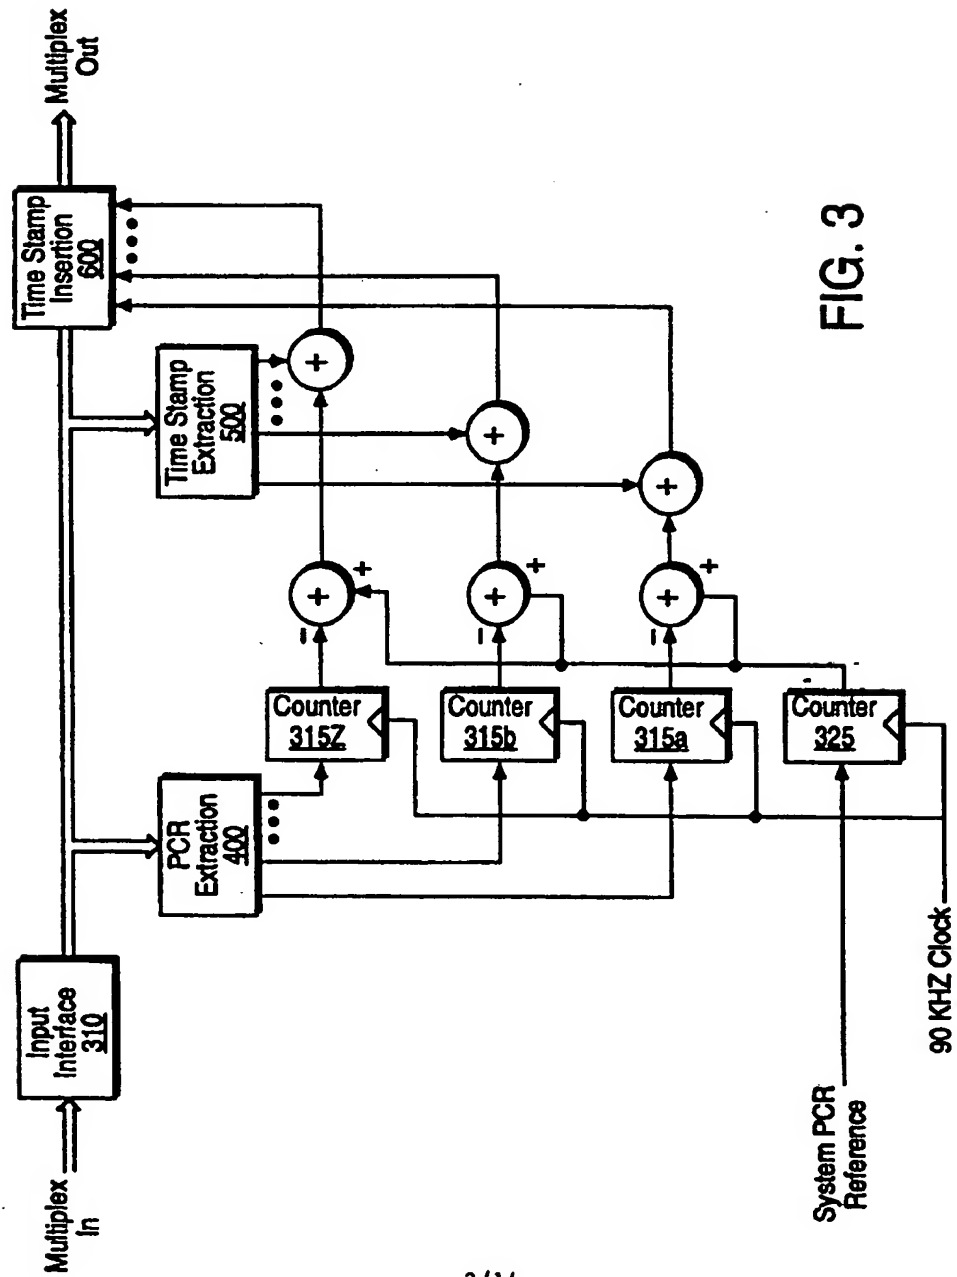 Multiplex
In
Input
Interface
310
PCR
Extraction
400
Time Stamp
Extraction
500
Time Stamp
Insertion
600
Multiplex
Out
Counter
315Z
−
+
+
+
Counter
315b
−
+
+
+
Counter
315a
−
+
+
+
Counter
325
System PCR
Reference
90 KHZ Clock
FIG. 3